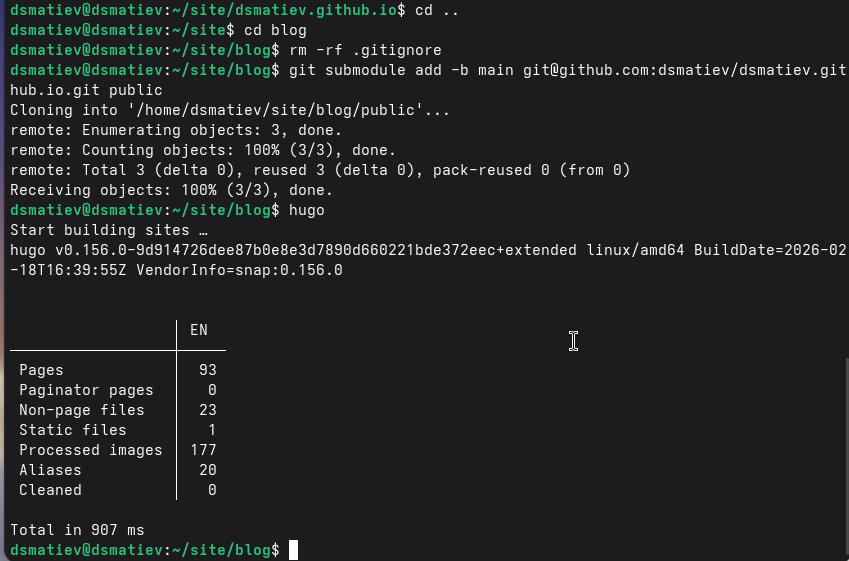 dsmatiev@dsmatiev:~/site/dsmatiev.github.io$ cd ..
dsmatiev@dsmatiev:~/site$ cd blog
dsmatiev@dsmatiev:~/site/blog$ rm -rf .gitignore
dsmatiev@dsmatiev:~/site/blog$ git submodule add -b main git@github.com:dsmatiev/dsmatiev.git
hub.io.git public
Cloning into '/home/dsmatiev/site/blog/public'...
remote: Enumerating objects: 3, done.
remote: Counting objects: 100% (3/3), done.
remote: Total 3 (delta 0), reused 3 (delta 0), pack-reused 0 (from 0)
Receiving objects: 100% (3/3), done.
dsmatiev@dsmatiev:~/site/blog$ hugo
Start building sites …
hugo v0.156.0-9d914726dee87b0e8e3d7890d660221bde372eec+extended linux/amd64 BuildDate=2026-02
-18T16:39:55Z VendorInfo=snap:0.156.0
EN
Pages 93
Paginator pages 0
Non-page files 23
Static files 1
Processed images 177
Aliases 20
Cleaned 0
Total in 907 ms
dsmatiev@dsmatiev:~/site/blog$